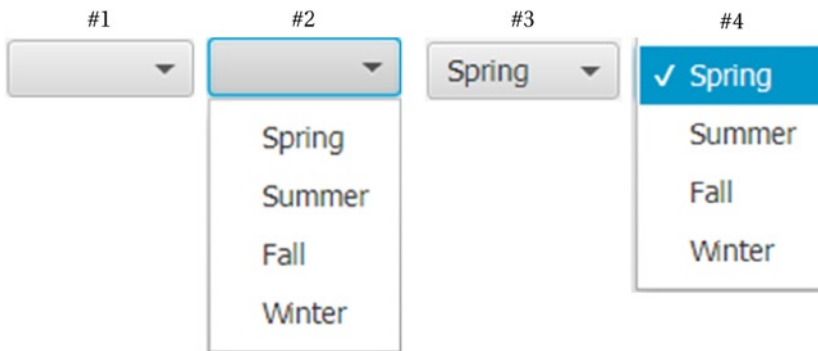 #1
#2
#3
#4
Spring
Summer
Fall
Winter
Spring
✓ Spring
Summer
Fall
Winter